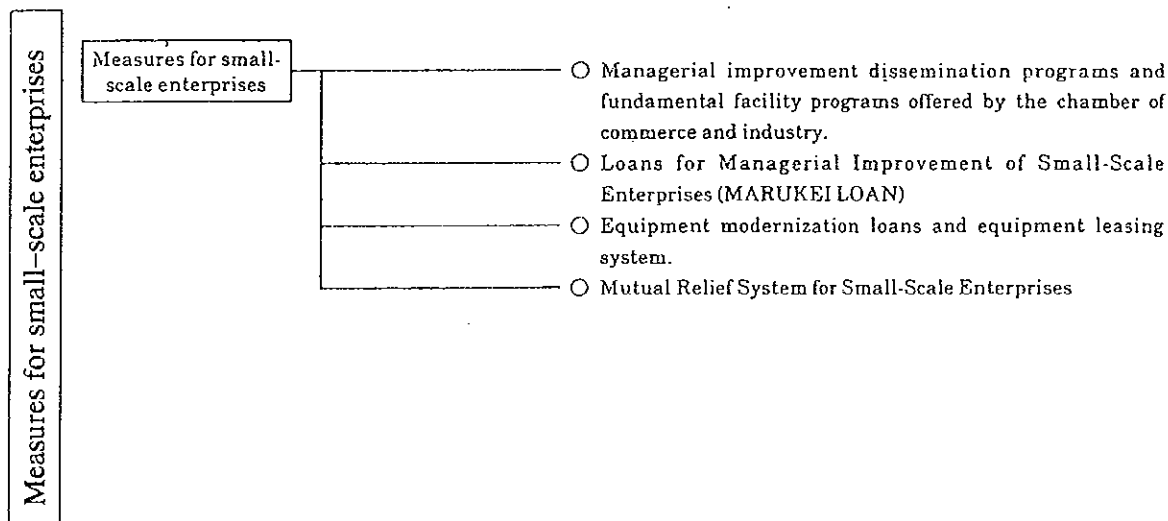 Measures for small-scale enterprises
Measures for small-
scale enterprises
○ Managerial improvement dissemination programs and
fundamental facility programs offered by the chamber of
commerce and industry.
○ Loans for Managerial Improvement of Small-Scale
Enterprises (MARUKEI LOAN)
○ Equipment modernization loans and equipment leasing
system.
○ Mutual Relief System for Small-Scale Enterprises